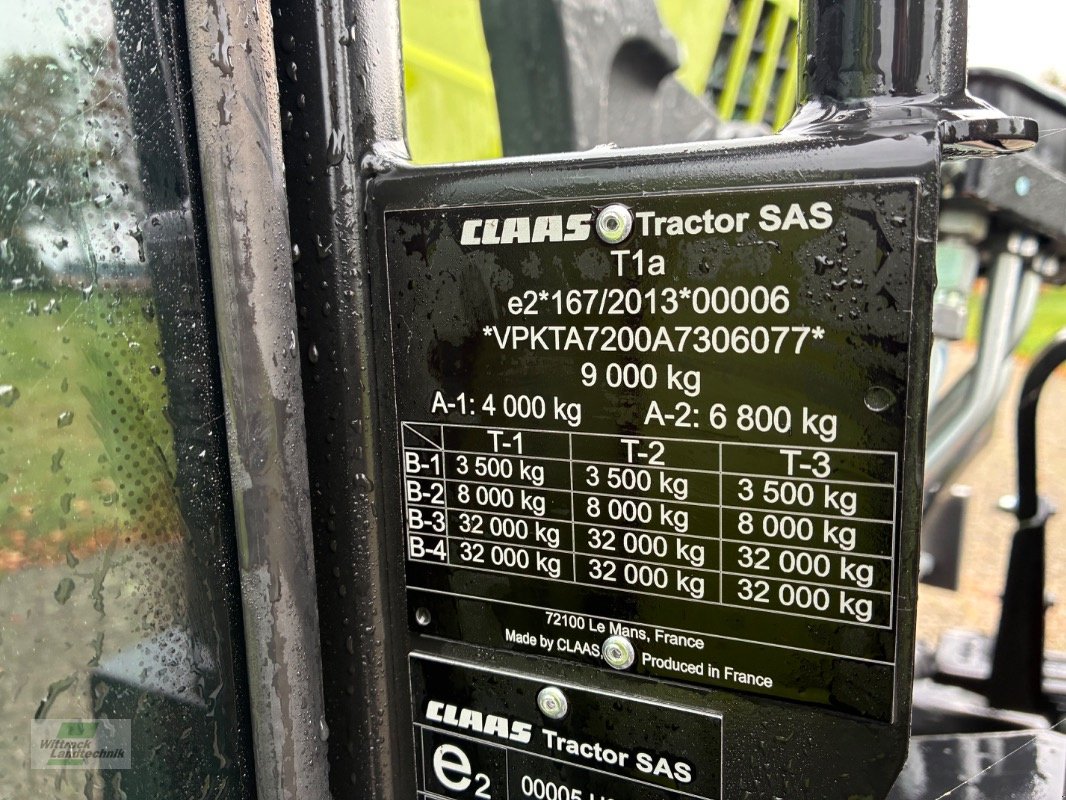 CLAAS Tractor SAS
T1a
e2*167/2013*00006
*VPKTA7200A7306077*
9 000 kg
A-1: 4 000 kg A-2: 6 800 kg
T-1 T-2 T-3
B-1 3 500 kg 3 500 kg 3 500 kg
B-2 8 000 kg 8 000 kg 8 000 kg
B-3 32 000 kg 32 000 kg 32 000 kg
B-4 32 000 kg 32 000 kg 32 000 kg
72100 Le Mans, France
Made by CLAAS, Produced in France
CLAAS Tractor SAS
e2 00005
Wittrock
Landtechnik